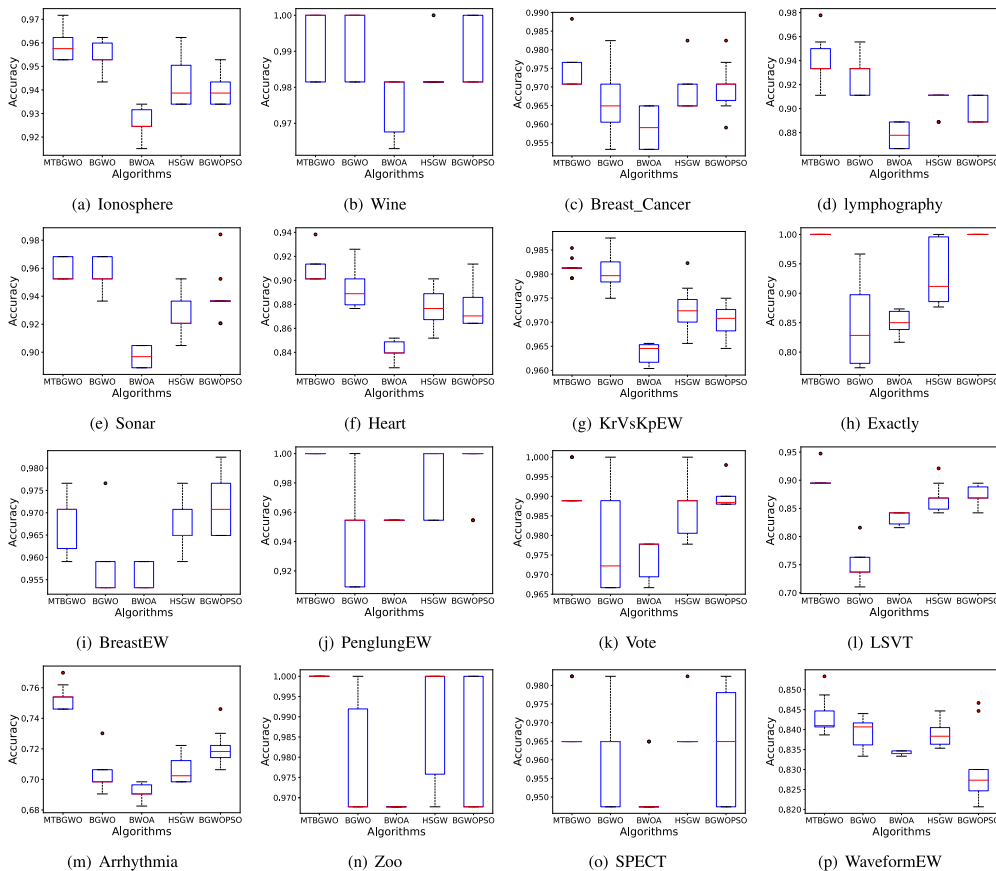 0,97
0,96
0,95
0,94
0,93
0,92
Accuracy
MTBGWO BGWO BWOA HSGW BGWOPSO
Algorithms
(a) Ionosphere
1.00
0,99
0,98
0,97
Accuracy
MTBGWO BGWO BWOA HSGW BGWOPSO
Algorithms
(b) Wine
0,990
0,985
0,980
0,975
0,970
0,965
0,960
0,955
Accuracy
MTBGWO BGWO BWOA HSGW BGWOPSO
Algorithms
(c) Breast_Cancer
0,98
0,96
0,94
0,92
0,90
0,88
Accuracy
MTBGWO BGWO BWOA HSGW BGWOPSO
Algorithms
(d) lymphography
0,98
0,96
0,94
0,92
0,90
Accuracy
MTBGWO BGWO BWOA HSGW BGWOPSO
Algorithms
(e) Sonar
0,94
0,92
0,90
0,88
0,86
0,84
Accuracy
MTBGWO BGWO BWOA HSGW BGWOPSO
Algorithms
(f) Heart
0,985
0,980
0,975
0,970
0,965
0,960
Accuracy
MTBGWO BGWO BWOA HSGW BGWOPSO
Algorithms
(g) KrVsKpEW
1.00
0,95
0,90
0,85
0,80
Accuracy
MTBGWO BGWO BWOA HSGW BGWOPSO
Algorithms
(h) Exactly
0,980
0,975
0,970
0,965
0,960
0,955
Accuracy
MTBGWO BGWO BWOA HSGW BGWOPSO
Algorithms
(i) BreastEW
1.00
0,98
0,96
0,94
0,92
Accuracy
MTBGWO BGWO BWOA HSGW BGWOPSO
Algorithms
(j) PenglungEW
1,000
0,995
0,990
0,985
0,980
0,975
0,970
0,965
Accuracy
MTBGWO BGWO BWOA HSGW BGWOPSO
Algorithms
(k) Vote
0,95
0,90
0,85
0,80
0,75
0,70
Accuracy
MTBGWO BGWO BWOA HSGW BGWOPSO
Algorithms
(l) LSVT
0,76
0,74
0,72
0,70
0,68
Accuracy
MTBGWO BGWO BWOA HSGW BGWOPSO
Algorithms
(m) Arrhythmia
1,000
0,995
0,990
0,985
0,980
0,975
0,970
Accuracy
MTBGWO BGWO BWOA HSGW BGWOPSO
Algorithms
(n) Zoo
0,980
0,975
0,970
0,965
0,960
0,955
0,950
Accuracy
MTBGWO BGWO BWOA HSGW BGWOPSO
Algorithms
(o) SPECT
0,850
0,845
0,840
0,835
0,830
0,825
0,820
Accuracy
MTBGWO BGWO BWOA HSGW BGWOPSO
Algorithms
(p) WaveformEW